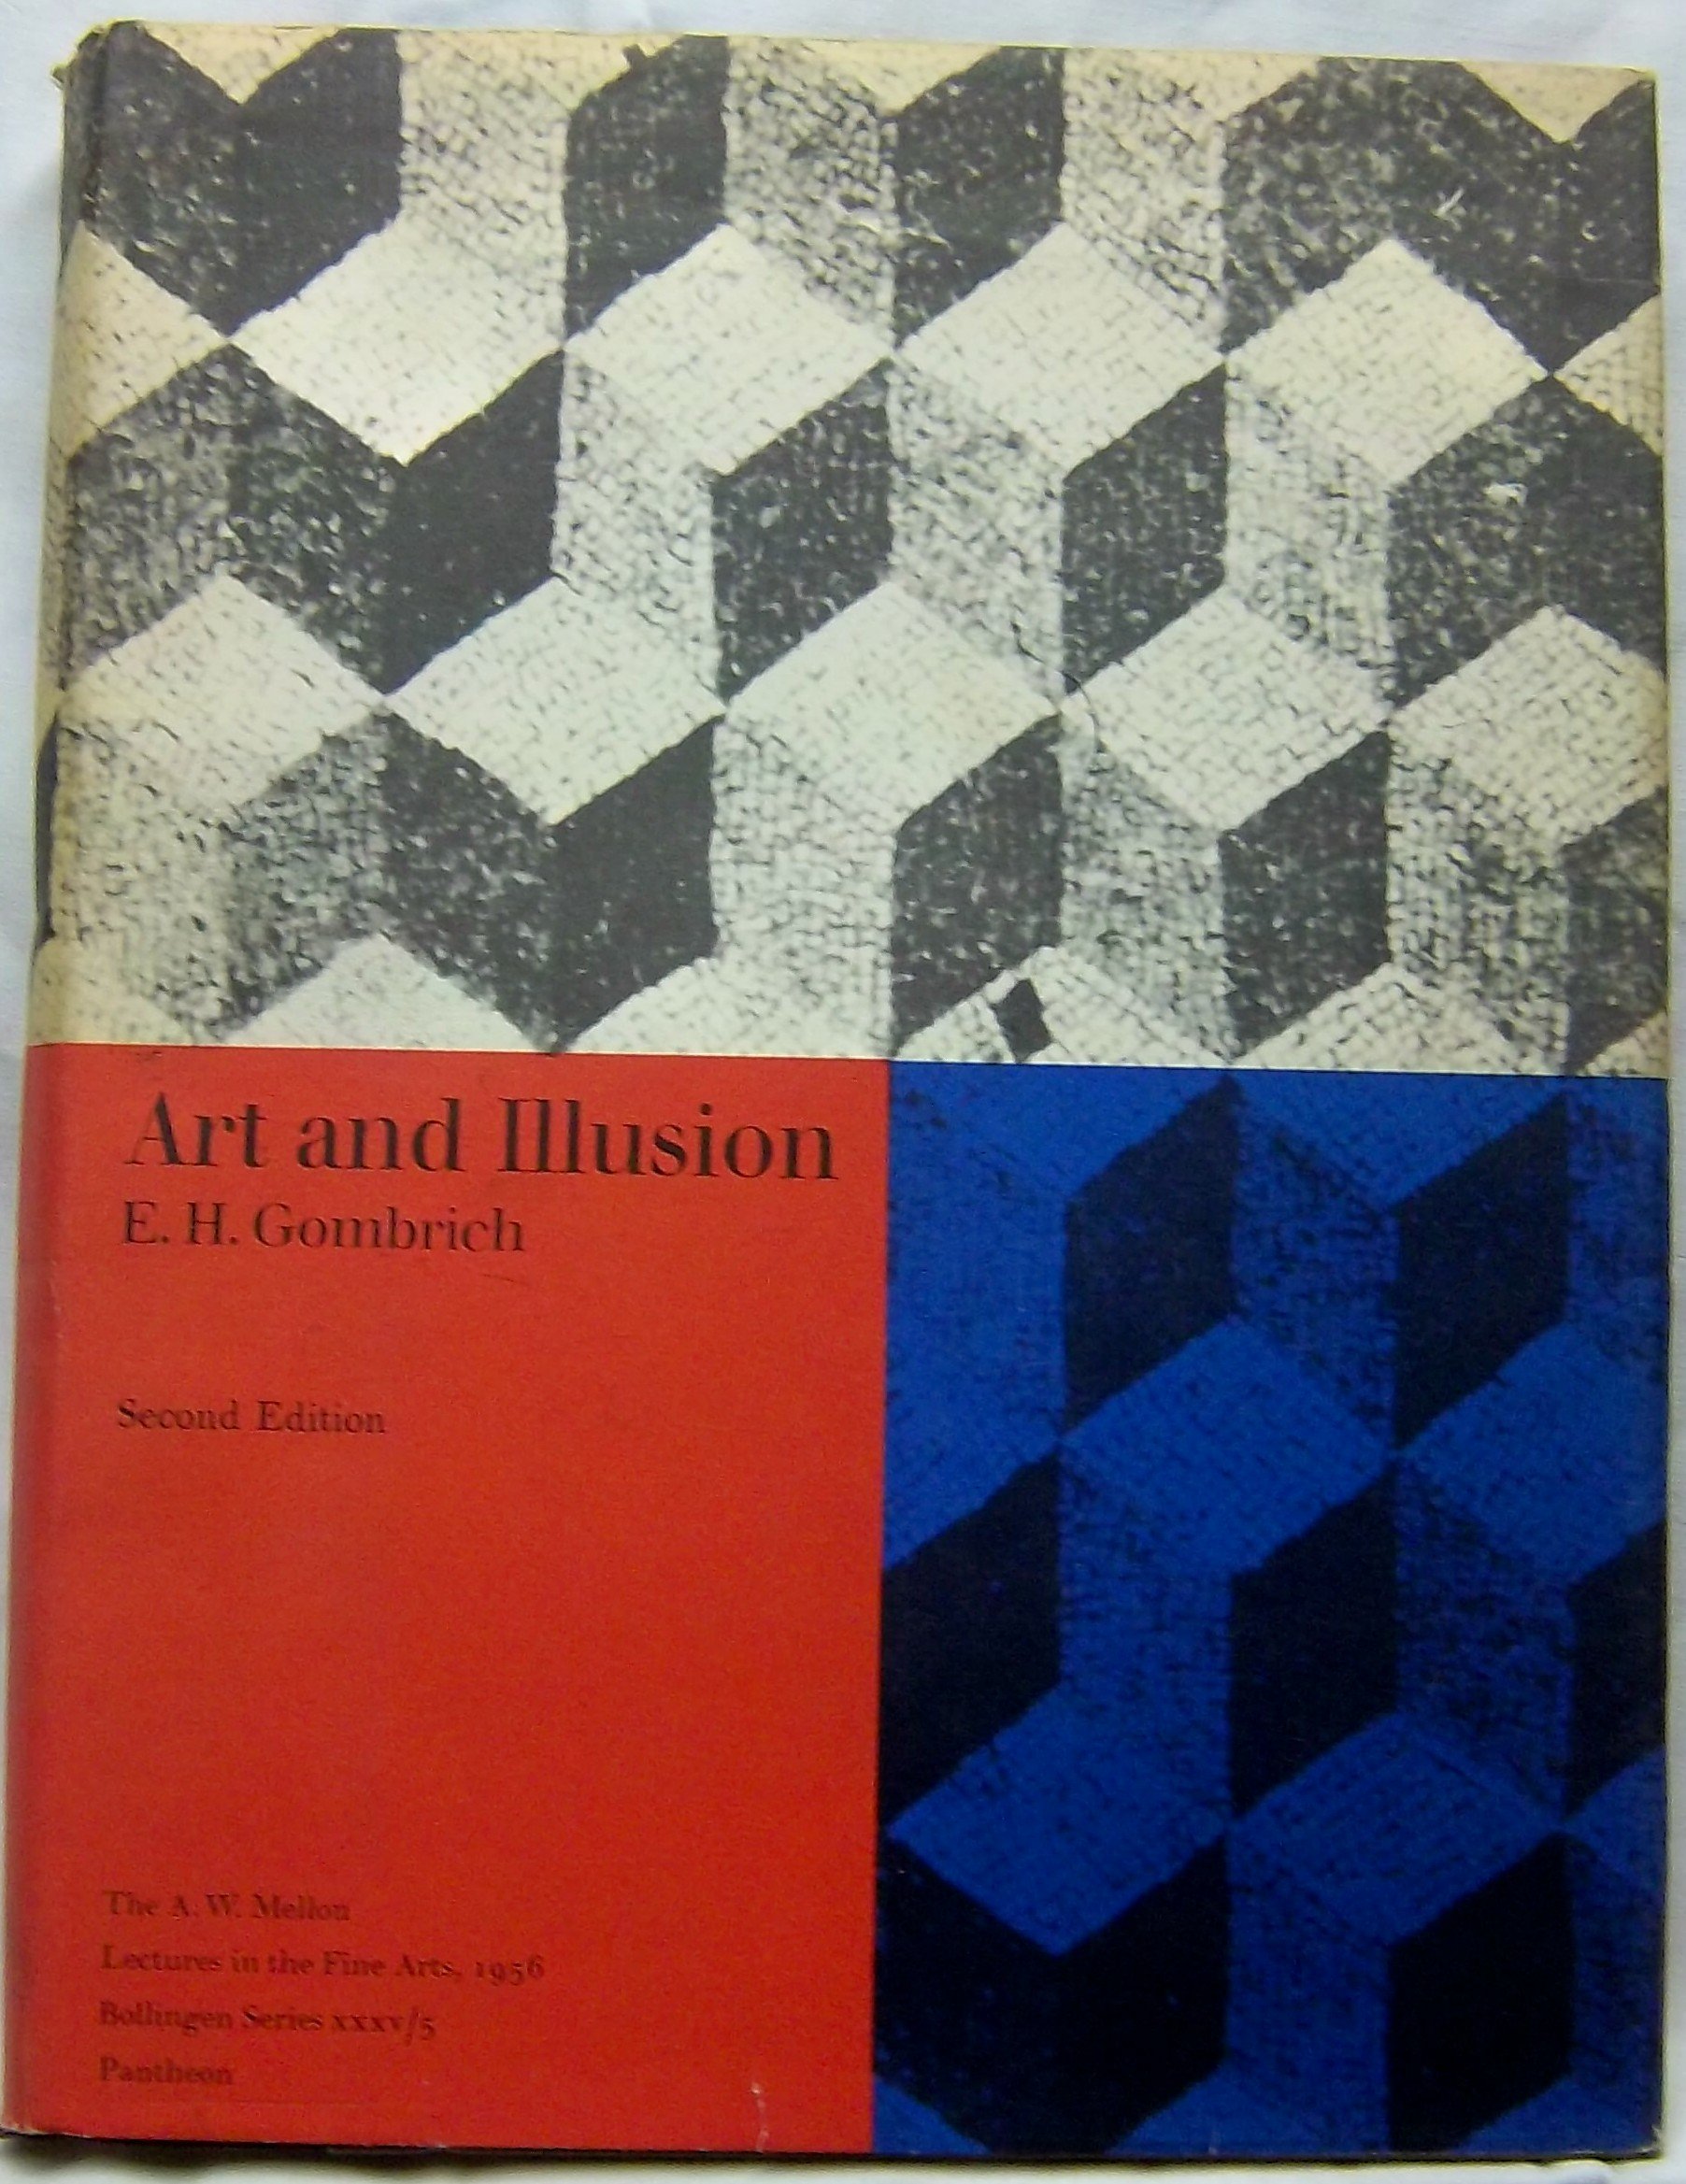 Art and Illusion
E. H. Gombrich
Second Edition
The A. W. Mellon
Lectures in the Fine Arts, 1956
Bollingen Series xxxv/5
Pantheon